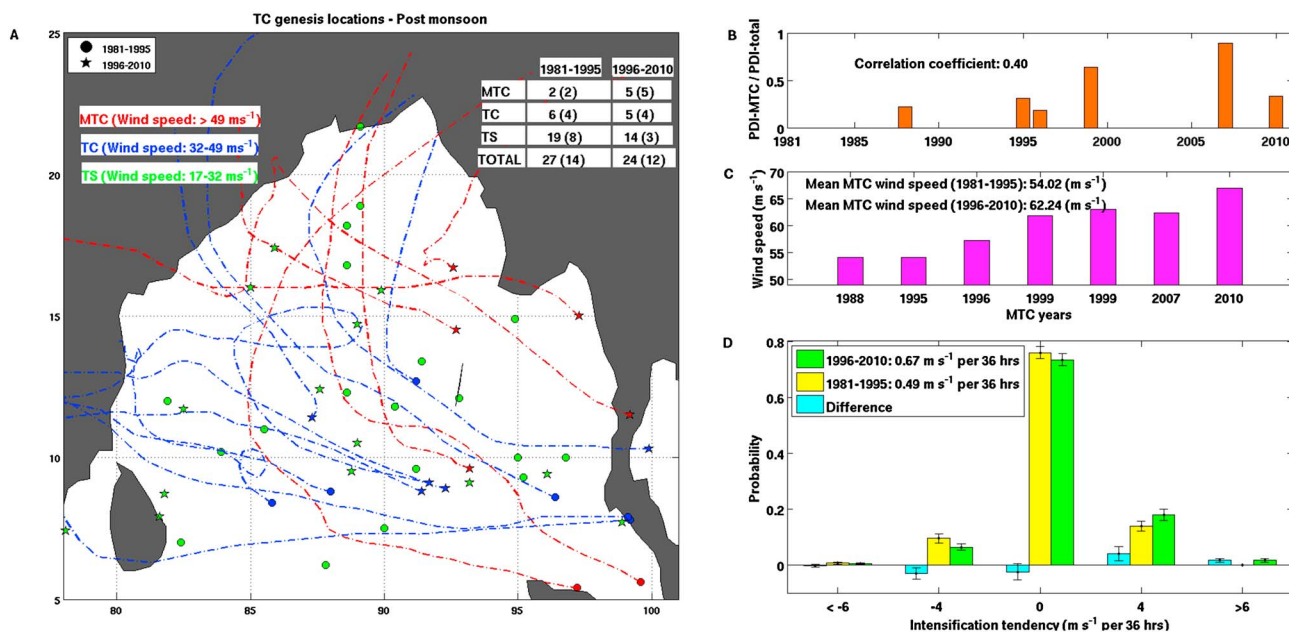 TC genesis locations - Post monsoon
A
25
20
15
10
5
80
85
90
95
100
1981-1995
1996-2010
MTC (Wind speed: > 49 ms⁻¹)
TC (Wind speed: 32-49 ms⁻¹)
TS (Wind speed: 17-32 ms⁻¹)
1981-1995 1996-2010
MTC 2 (2) 5 (5)
TC 6 (4) 5 (4)
TS 19 (8) 14 (3)
TOTAL 27 (14) 24 (12)
B
PDI-MTC / PDI-total
1
0.5
0
Correlation coefficient: 0.40
1981 1985 1990 1995 2000 2005 2010
C
Wind speed (m s⁻¹)
70
65
60
55
50
Mean MTC wind speed (1981-1995): 54.02 (m s⁻¹)
Mean MTC wind speed (1996-2010): 62.24 (m s⁻¹)
1988 1995 1996 1999 1999 2007 2010
MTC years
D
Probability
0.8
0.6
0.4
0.2
0
1996-2010: 0.67 m s⁻¹ per 36 hrs
1981-1995: 0.49 m s⁻¹ per 36 hrs
Difference
< -6 -4 0 4 >6
Intensification tendency (m s⁻¹ per 36 hrs)